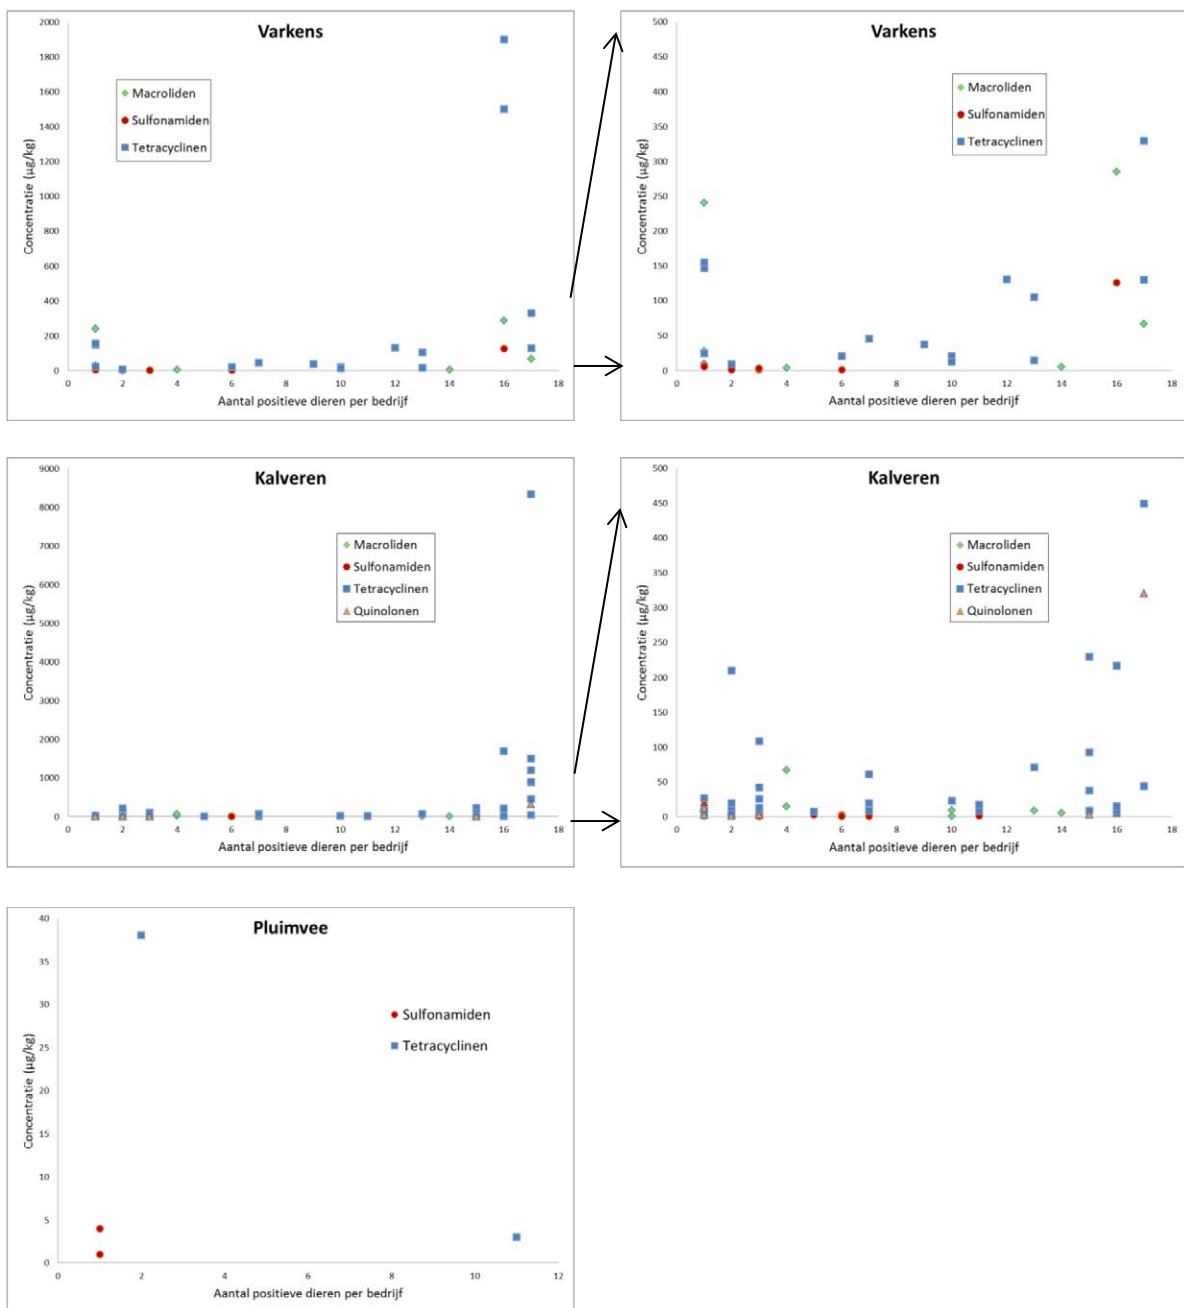 Varkens
2000
1800
1600
1400
1200
1000
800
600
400
200
0
Concentratie (µg/kg)
Macroliden
Sulfonamiden
Tetracyclinen
0 2 4 6 8 10 12 14 16 18
Aantal positieve dieren per bedrijf
Varkens
500
450
400
350
300
250
200
150
100
50
0
Concentratie (µg/kg)
Macroliden
Sulfonamiden
Tetracyclinen
0 2 4 6 8 10 12 14 16 18
Aantal positieve dieren per bedrijf
Kalveren
9000
8000
7000
6000
5000
4000
3000
2000
1000
0
Concentratie (µg/kg)
Macroliden
Sulfonamiden
Tetracyclinen
Quinolonen
0 2 4 6 8 10 12 14 16 18
Aantal positieve dieren per bedrijf
Kalveren
500
450
400
350
300
250
200
150
100
50
0
Concentratie (µg/kg)
Macroliden
Sulfonamiden
Tetracyclinen
Quinolonen
0 2 4 6 8 10 12 14 16 18
Aantal positieve dieren per bedrijf
Pluimvee
40
35
30
25
20
15
10
5
0
Concentratie (µg/kg)
Sulfonamiden
Tetracyclinen
0 2 4 6 8 10 12
Aantal positieve dieren per bedrijf